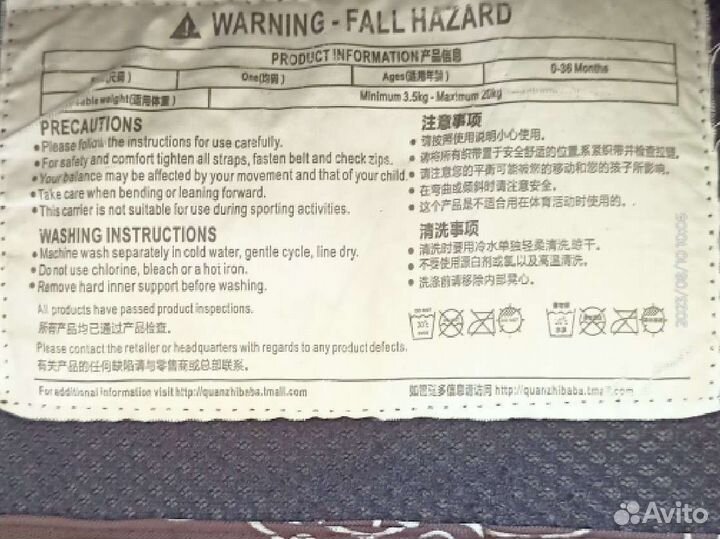 WARNING - FALL HAZARD
PRODUCT INFORMATION产品信息
尺码) One(均码) Ages(适用年龄) 0-36 Months
weight(适用体重) Minimum 3.5kg - Maximum 20kg
PRECAUTIONS
•Please follow the instructions for use carefully.
•For safety and comfort tighten all straps, fasten belt and check zips.
•Your balance may be affected by your movement and that of your child.
•Take care when bending or leaning forward.
•This carrier is not suitable for use during sporting activities.
WASHING INSTRUCTIONS
•Machine wash separately in cold water, gentle cycle, line dry.
•Do not use chlorine, bleach or a hot iron.
•Remove hard inner support before washing.
All products have passed product inspections.
所有产品均已通过产品检查。
Please contact the retailer or headquarters with regards to any product defects.
有关产品的任何缺陷请与零售商或总部联系。
For additional information visit http://quanzhibaba.tmall.com
注意事项
•请按照使用说明小心使用。
•请将所有织带置于安全舒适的位置,系紧织带并检查拉链。
•请注意您的平衡可能被您的移动和您的孩子所影响。
•在弯曲或倾斜时请注意安全。
•这个产品是不适合用在体育活动时使用的。
清洗事项
•清洗时要用冷水单独轻柔清洗,晾干。
•不要使用漂白剂或氯,以及高温清洗。
•洗涤前请移除内部硬心。
如需更多信息请访问 http://quanzhibaba.tmall.com
2023/08/10 10:09
Avito